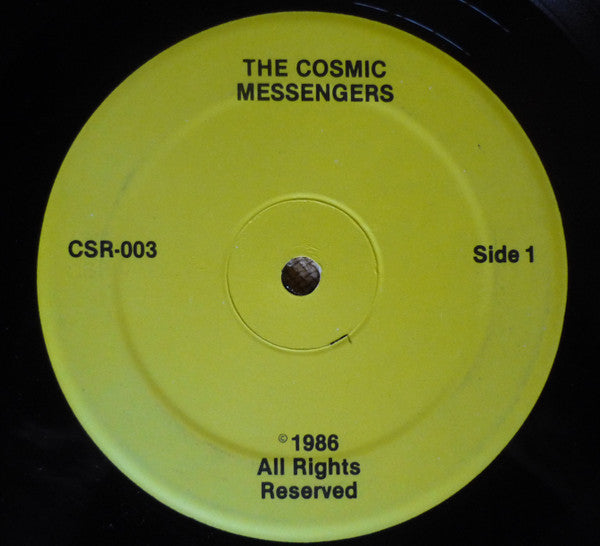 THE COSMIC
MESSENGERS
CSR-003
Side 1
© 1986
All Rights
Reserved